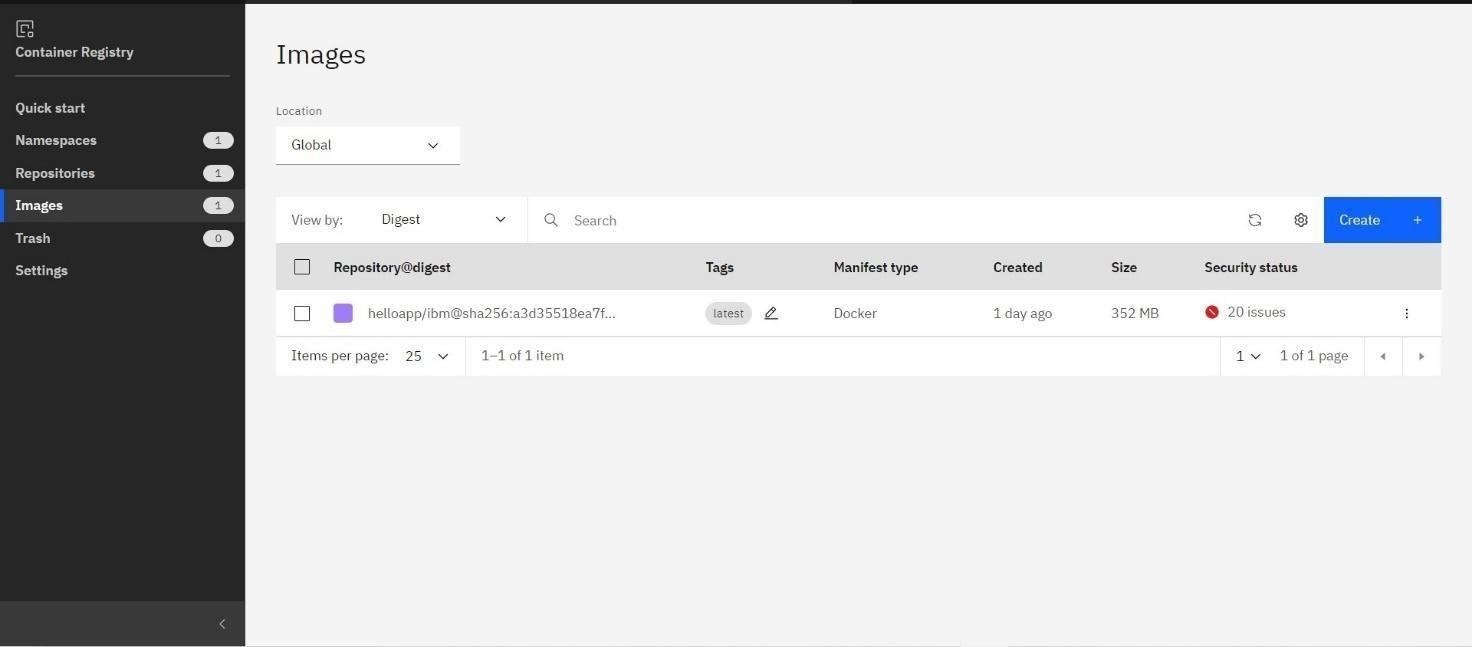 Container Registry
Quick start
Namespaces 1
Repositories 1
Images 1
Trash 0
Settings
Images
Location
Global
View by: Digest Search Create +
Repository@digest Tags Manifest type Created Size Security status
helloapp/ibm@sha256:a3d35518ea7f... latest Docker 1 day ago 352 MB 20 issues
Items per page: 25 1–1 of 1 item 1 1 of 1 page